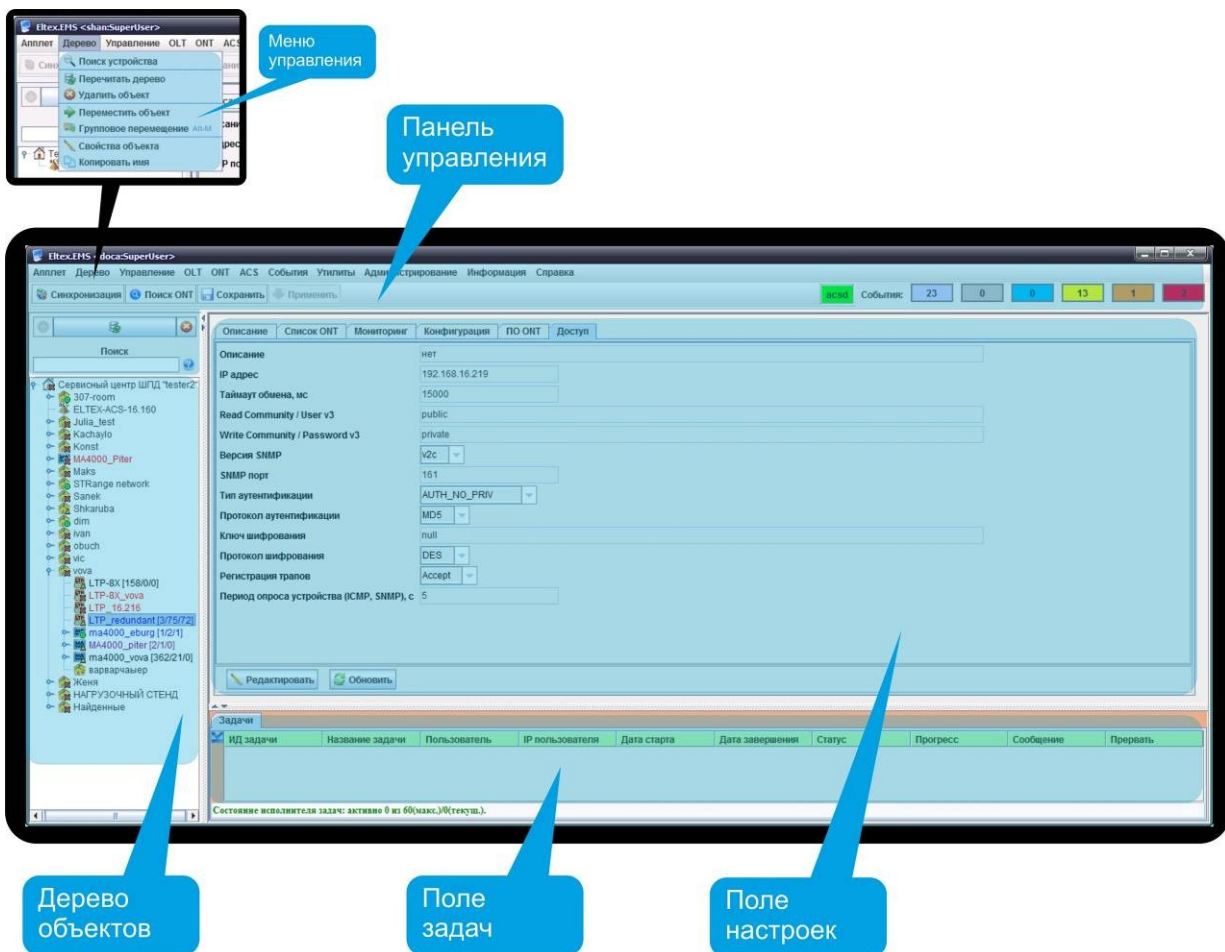 Eltex.EMS <shan:SuperUser>
Апплет Дерево Управление OLT ONT ACS
Поиск устройства
Перечитать дерево
Удалить объект
Переместить объект
Групповое перемещение Alt-M
Свойства объекта
Копировать имя
Меню
управления
Панель
управления
Eltex.EMS <doca:SuperUser>
Апплет Дерево Управление OLT ONT ACS События Утилиты Администрирование Информация Справка
Синхронизация Поиск ONT Сохранить Применить
acsd События: 23 0 0 13 1 2
Поиск
Сервисный центр ШПД "tester2"
307-room
ELTEX-ACS-16.160
Julia_test
Kachaylo
Konst
MA4000_Piter
Maks
STRange network
Sanek
Shkaruba
dim
ivan
obuch
vic
vova
LTP-8X [158/0/0]
LTP-8X_vova
LTP_16.216
LTP_redundant [3/75/72]
ma4000_eburg [1/2/1]
MA4000_piter [2/1/0]
ma4000_vova [362/21/0]
варварчаыер
Женя
НАГРУЗОЧНЫЙ СТЕНД
Найденные
Описание Список ONT Мониторинг Конфигурация ПО ONT Доступ
Описание нет
IP адрес 192.168.16.219
Таймаут обмена, мс 15000
Read Community / User v3 public
Write Community / Password v3 private
Версия SNMP v2c
SNMP порт 161
Тип аутентификации AUTH_NO_PRIV
Протокол аутентификации MD5
Ключ шифрования null
Протокол шифрования DES
Регистрация трапов Accept
Период опроса устройства (ICMP, SNMP), с 5
Редактировать Обновить
Задачи
ИД задачи Название задачи Пользователь IP пользователя Дата старта Дата завершения Статус Прогресс Сообщение Прервать
Состояние исполнителя задач: активно 0 из 60(макс.)/0(текущ.).
Дерево
объектов
Поле
задач
Поле
настроек